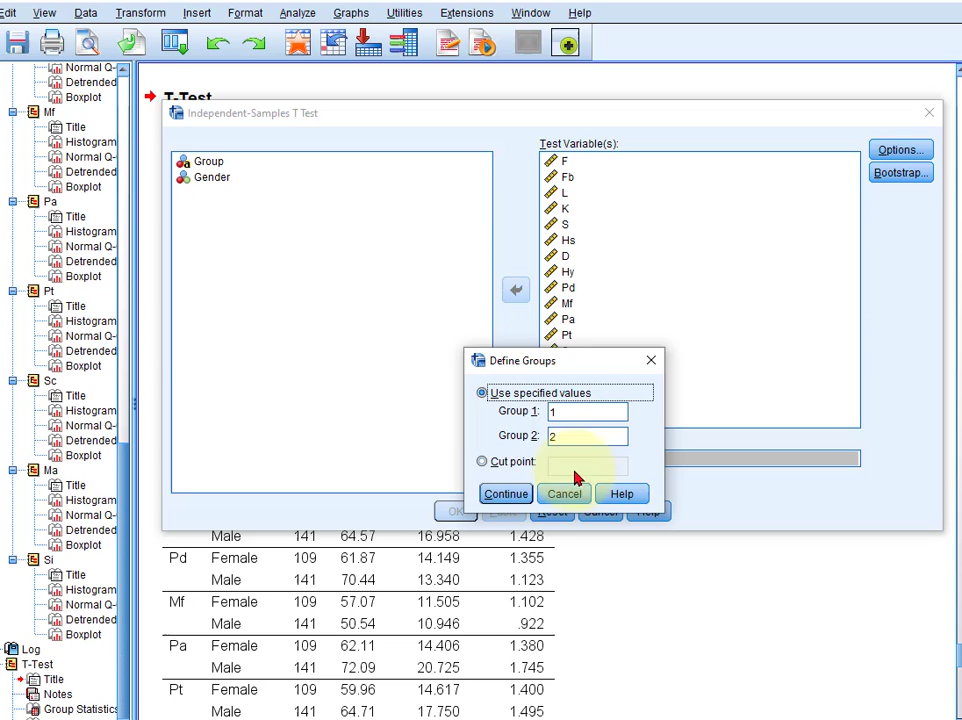 Edit View Data Transform Insert Format Analyze Graphs Utilities Extensions Window Help
Normal Q-
Detrended
Boxplot
Mf
Title
Histogram
Normal Q-
Detrended
Boxplot
Pa
Title
Histogram
Normal Q-
Detrended
Boxplot
Pt
Title
Histogram
Normal Q-
Detrended
Boxplot
Sc
Title
Histogram
Normal Q-
Detrended
Boxplot
Ma
Title
Histogram
Normal Q-
Detrended
Boxplot
Si
Title
Histogram
Normal Q-
Detrended
Boxplot
Log
T-Test
Title
Notes
Group Statistics
T-Test
Independent-Samples T Test
Group
Gender
Test Variable(s):
F
Fb
L
K
S
Hs
D
Hy
Pd
Mf
Pa
Pt
Options...
Bootstrap...
Define Groups
Use specified values
Group 1: 1
Group 2: 2
Cut point:
Continue Cancel Help
OK Paste Reset Cancel Help
Male 141 64.57 16.958 1.428
Pd Female 109 61.87 14.149 1.355
Male 141 70.44 13.340 1.123
Mf Female 109 57.07 11.505 1.102
Male 141 50.54 10.946 .922
Pa Female 109 62.11 14.406 1.380
Male 141 72.09 20.725 1.745
Pt Female 109 59.96 14.617 1.400
Male 141 64.71 17.750 1.495